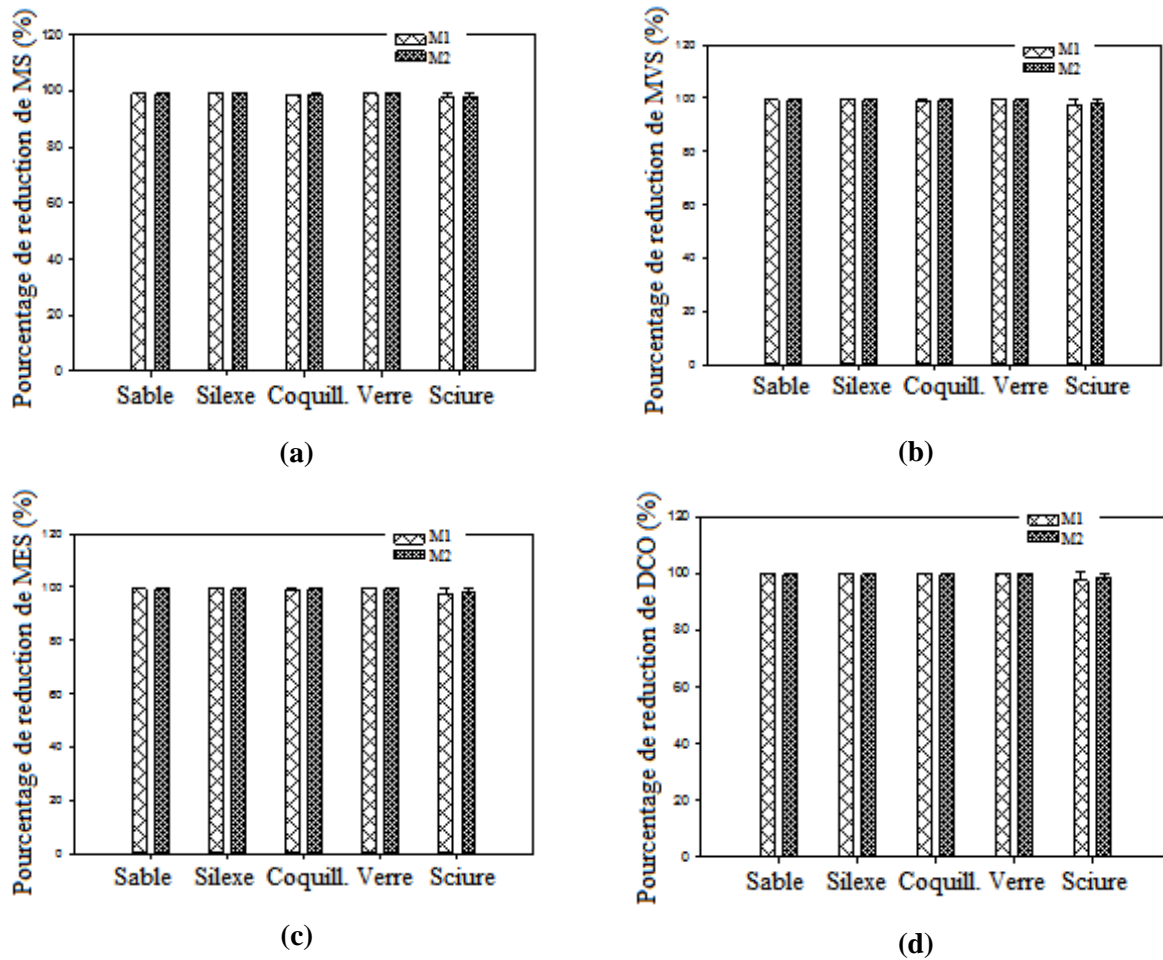 Pourcentage de reduction de MS (%)
120
100
80
60
40
20
0
M1
M2
Sable Silexe Coquill. Verre Sciure
(a)
Pourcentage de reduction de MVS (%)
120
100
80
60
40
20
0
M1
M2
Sable Silexe Coquill. Verre Sciure
(b)
Pourcentage de reduction de MES (%)
120
100
80
60
40
20
0
M1
M2
Sable Silexe Coquill. Verre Sciure
(c)
Pourcentage de reduction de DCO (%)
120
100
80
60
40
20
0
M1
M2
Sable Silexe Coquill. Verre Sciure
(d)